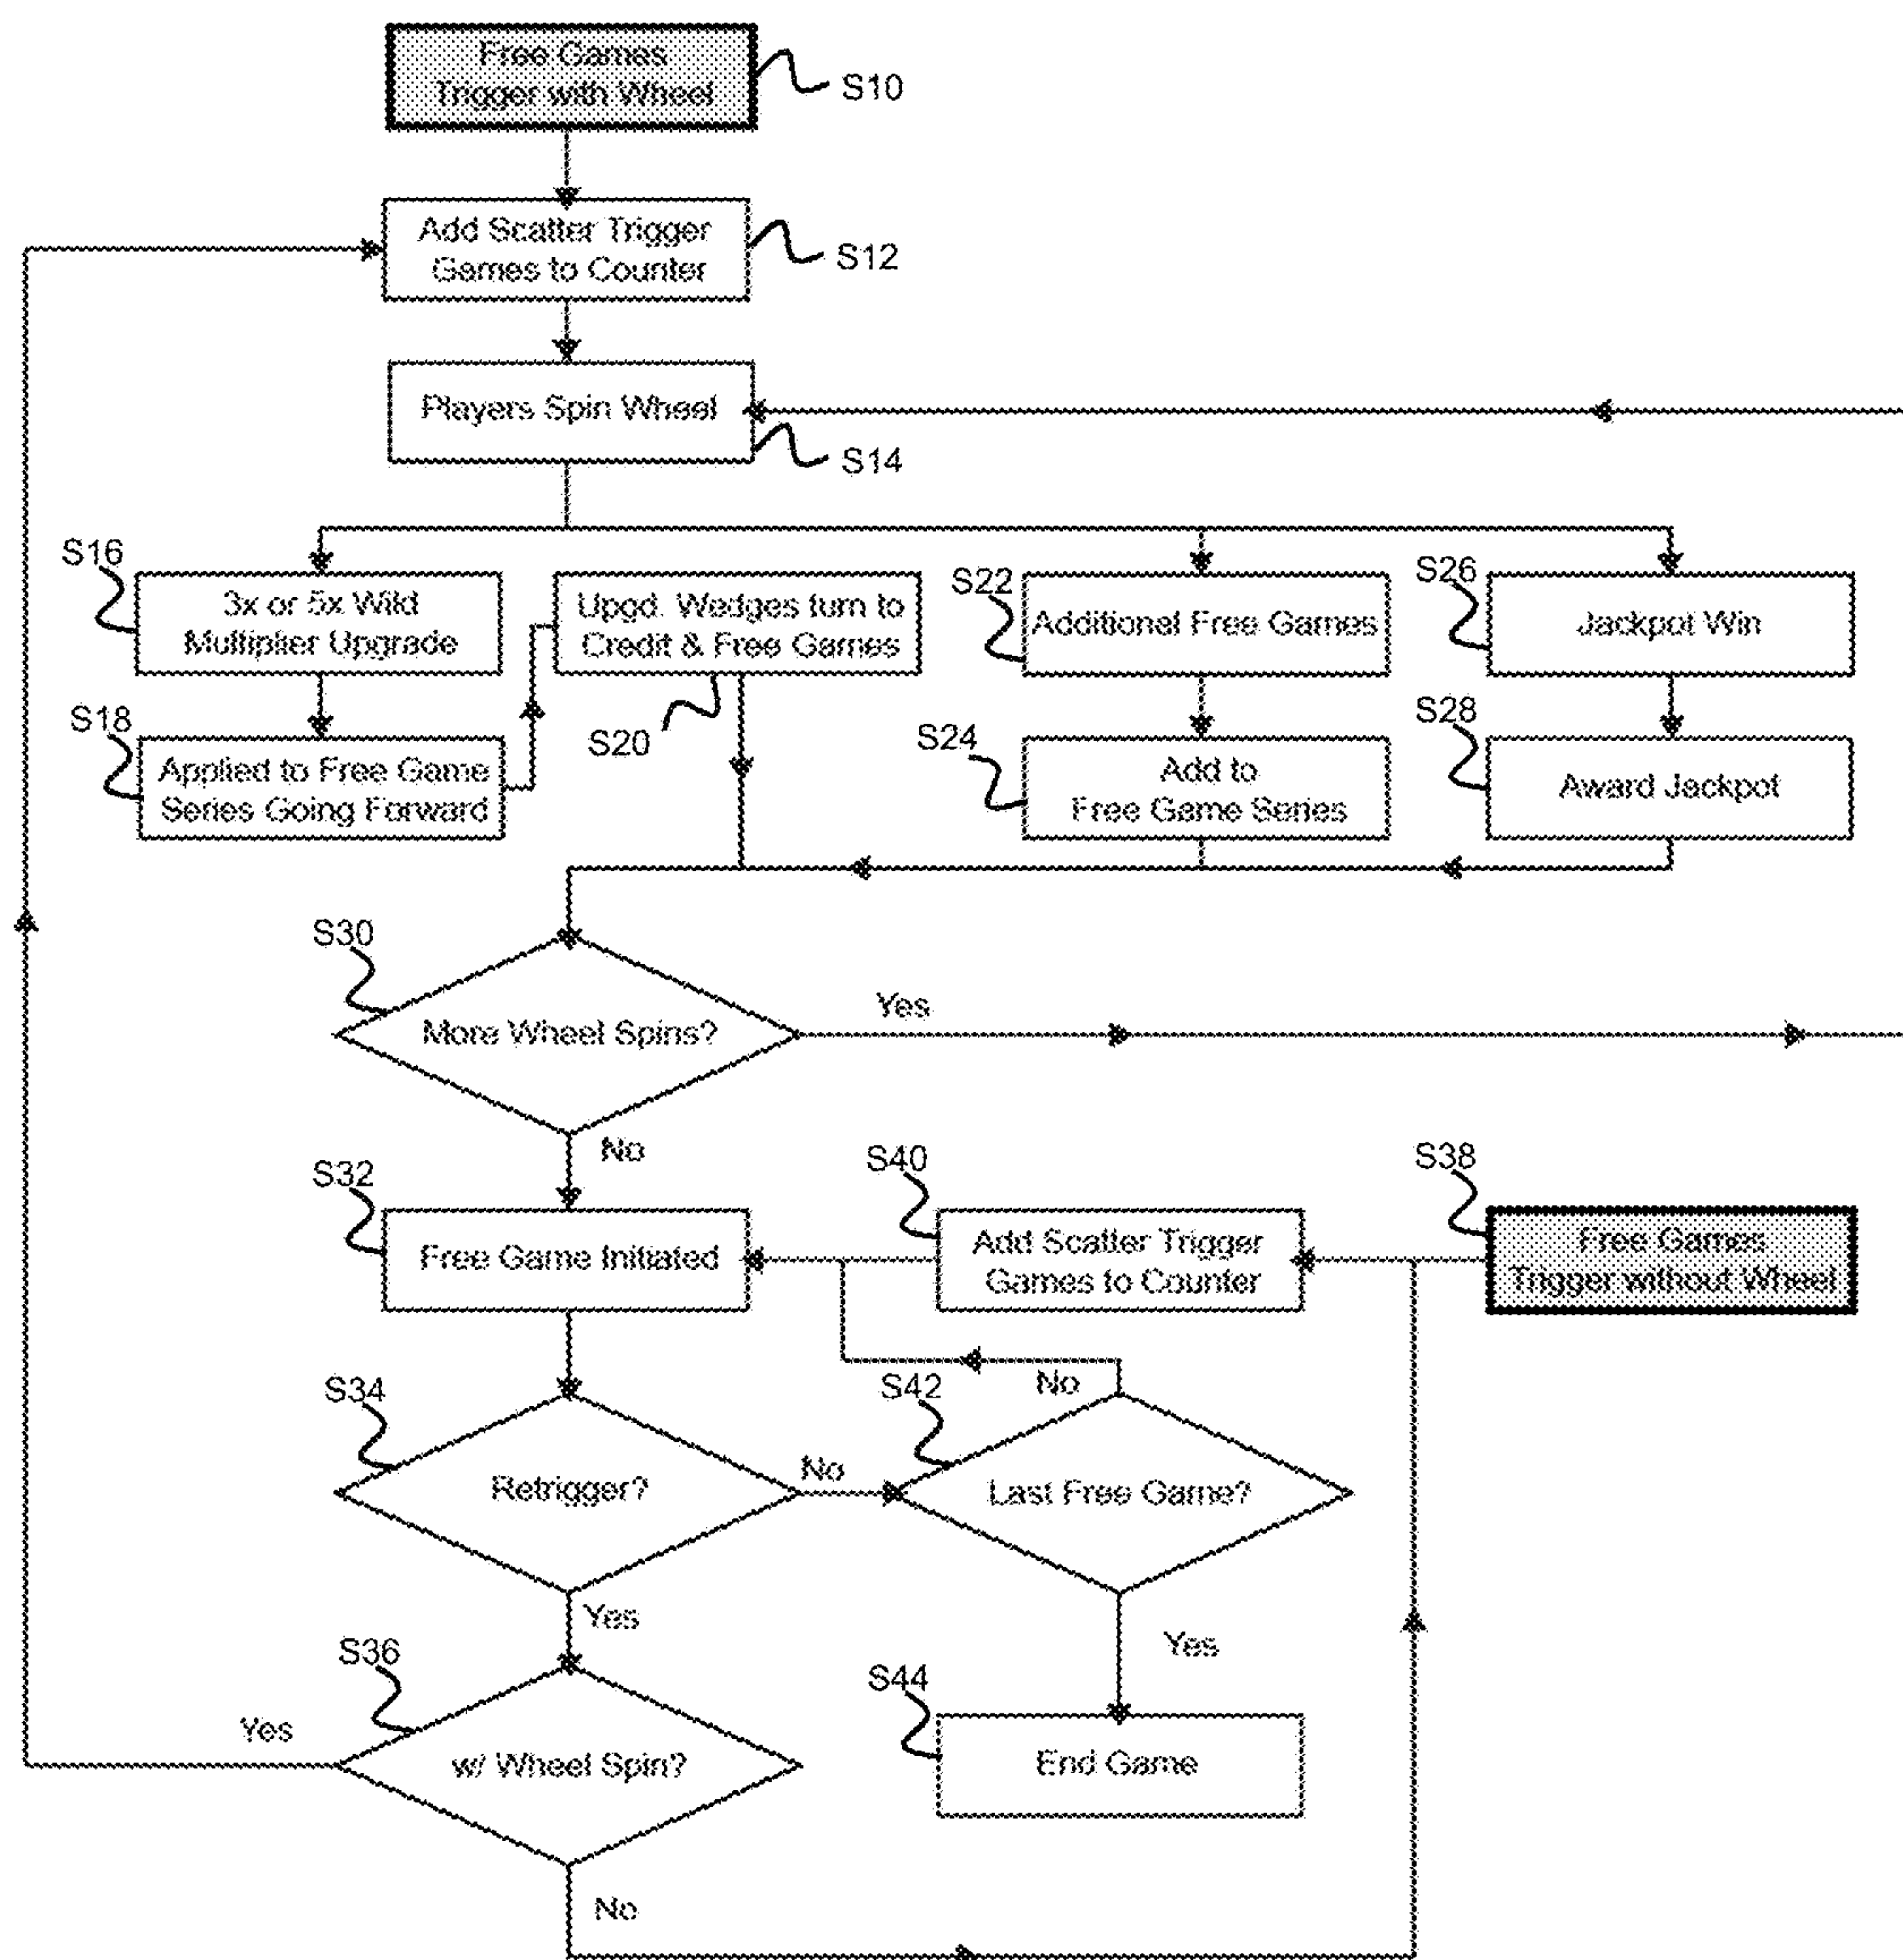 Free Games
Trigger with Wheel
S10
Add Scatter Trigger
Games to Counter
S12
Players Spin Wheel
S14
S16
3x or 5x Wild
Multiplier Upgrade
Upgd. Wedges turn to
Credit & Free Games
S20
S22
Additional Free Games
S26
Jackpot Win
S18
Applied to Free Game
Series Going Forward
S24
Add to
Free Game Series
S28
Award Jackpot
S30
More Wheel Spins?
Yes
No
S32
Free Game Initiated
S40
Add Scatter Trigger
Games to Counter
S38
Free Games
Trigger without Wheel
S34
Retrigger?
No
S42
No
Last Free Game?
Yes
Yes
S36
w/ Wheel Spin?
Yes
No
S44
End Game